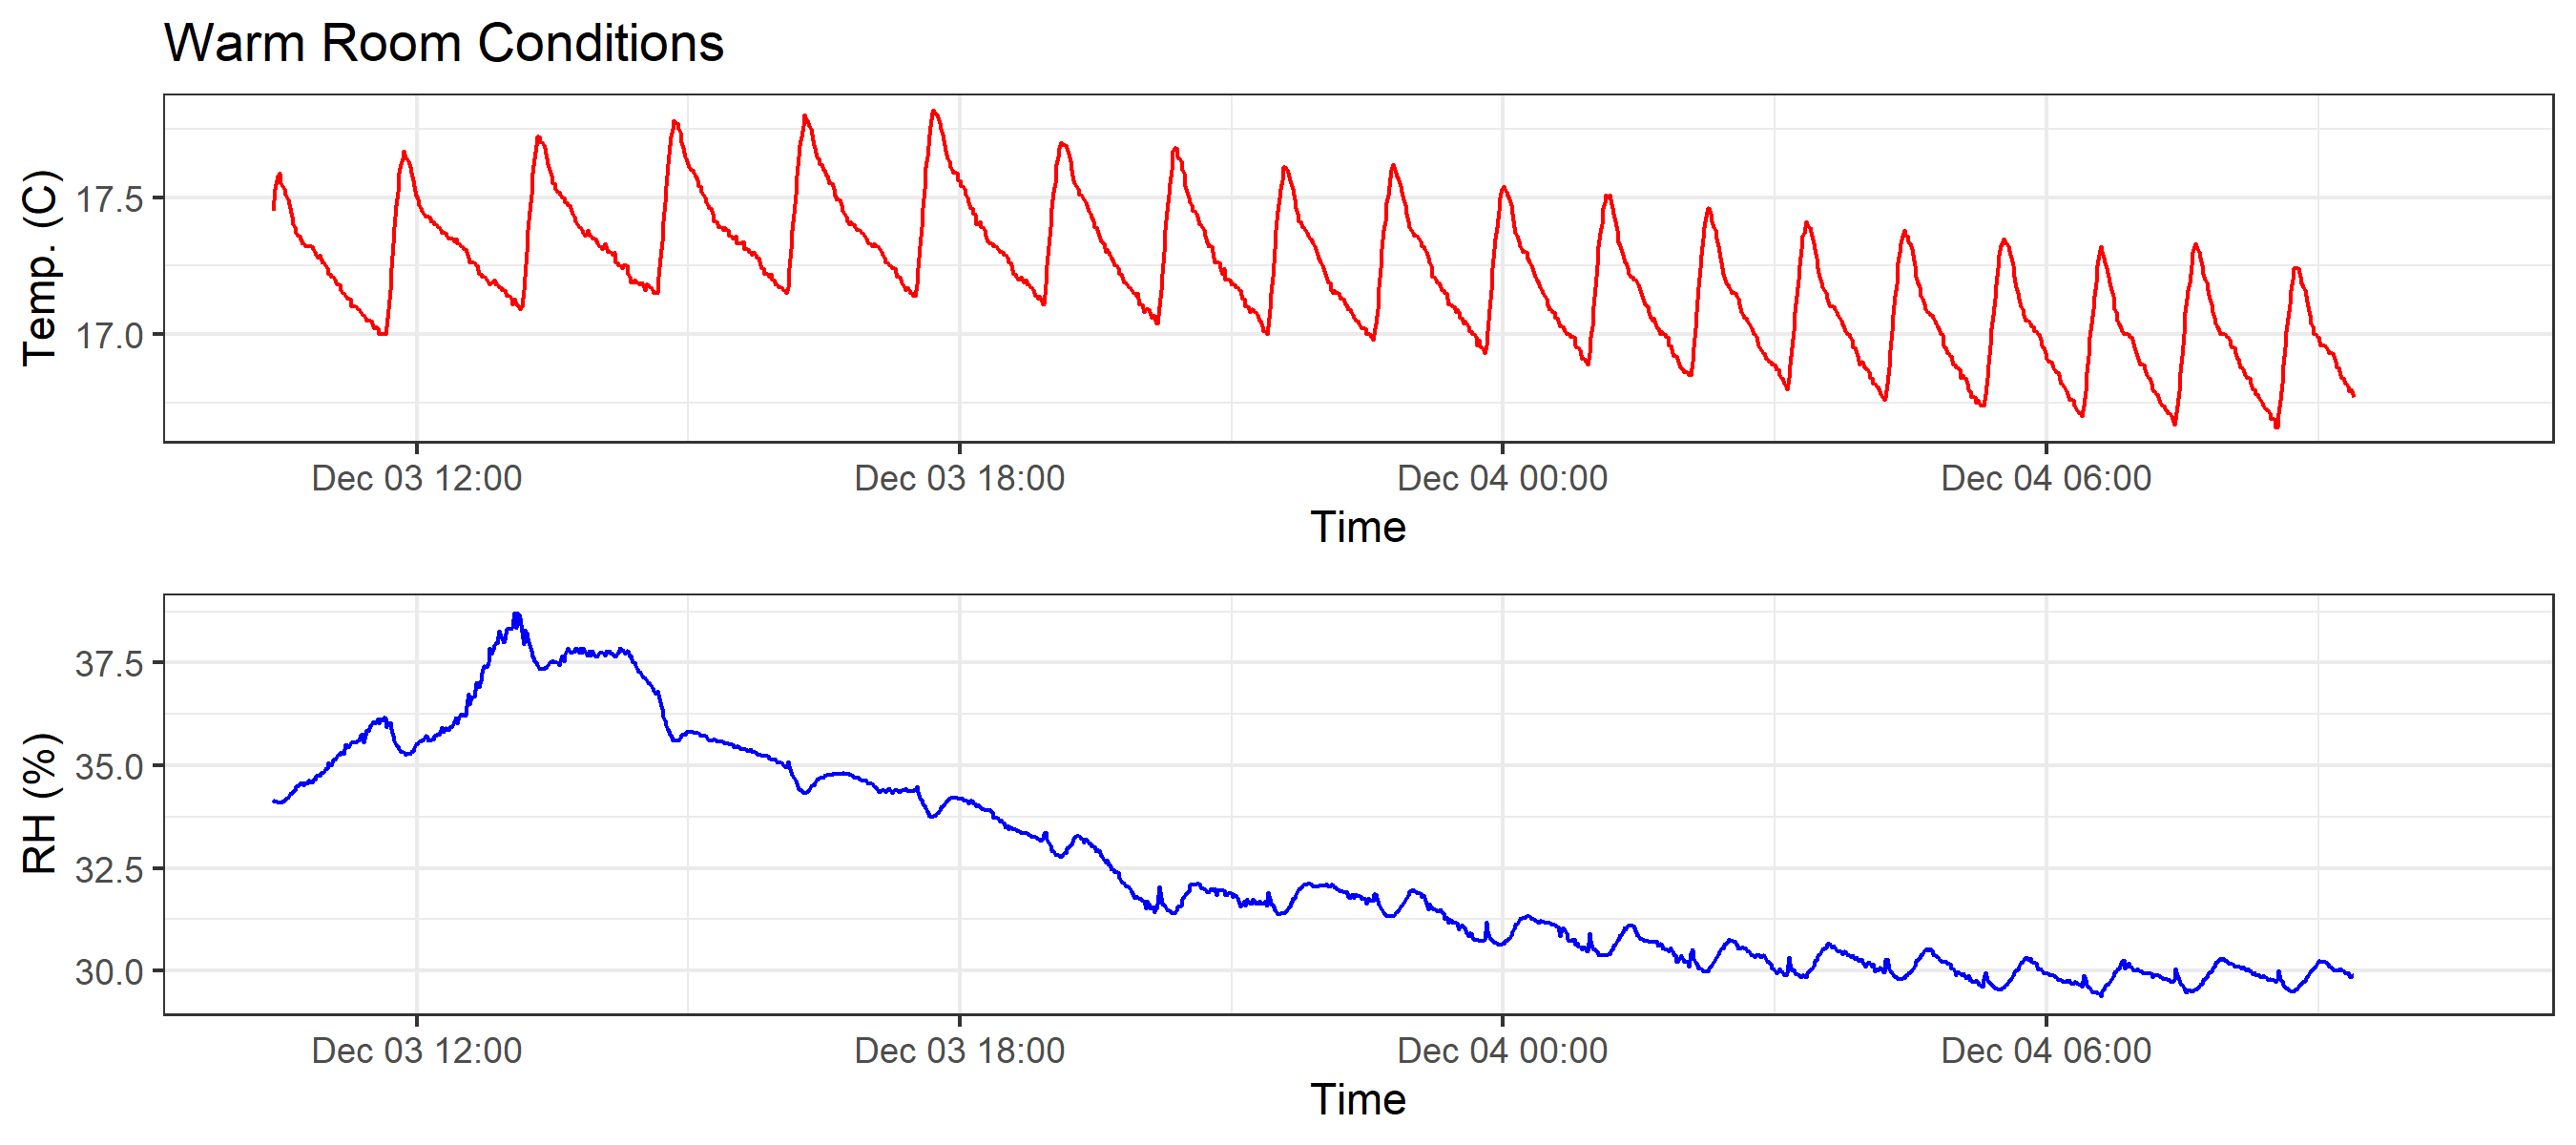 Warm Room Conditions
Temp. (C)
17.5
17.0
Dec 03 12:00 Dec 03 18:00 Dec 04 00:00 Dec 04 06:00
Time
RH (%)
37.5
35.0
32.5
30.0
Dec 03 12:00 Dec 03 18:00 Dec 04 00:00 Dec 04 06:00
Time